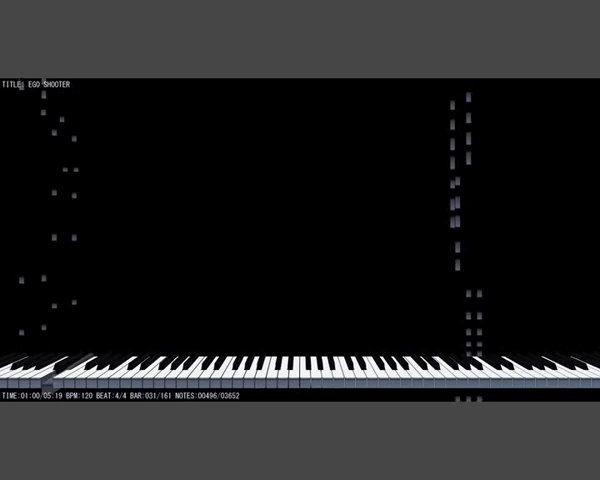 TITLE: EGO SHOOTER
TIME:01:00/05:19 BPM:120 BEAT:4/4 BAR:031/161 NOTES:00496/03652